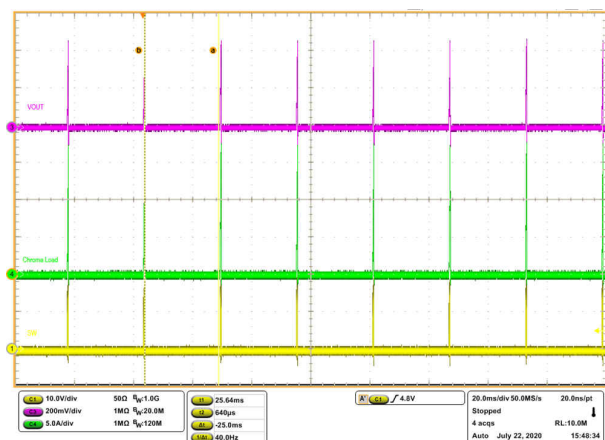 b
a
VOUT
3
Chroma Load
4
SW
1
C1 10.0V/div 50Ω BW:1.0G
C3 200mV/div 1MΩ BW:20.0M
C4 5.0A/div 1MΩ BW:120M
t1 25.64ms
t2 640µs
Δt -25.0ms
1/Δt 40.0Hz
A' C1 / 4.8V
20.0ms/div 50.0MS/s 20.0ns/pt
Stopped
4 acqs RL:10.0M
Auto July 22, 2020 15:48:34